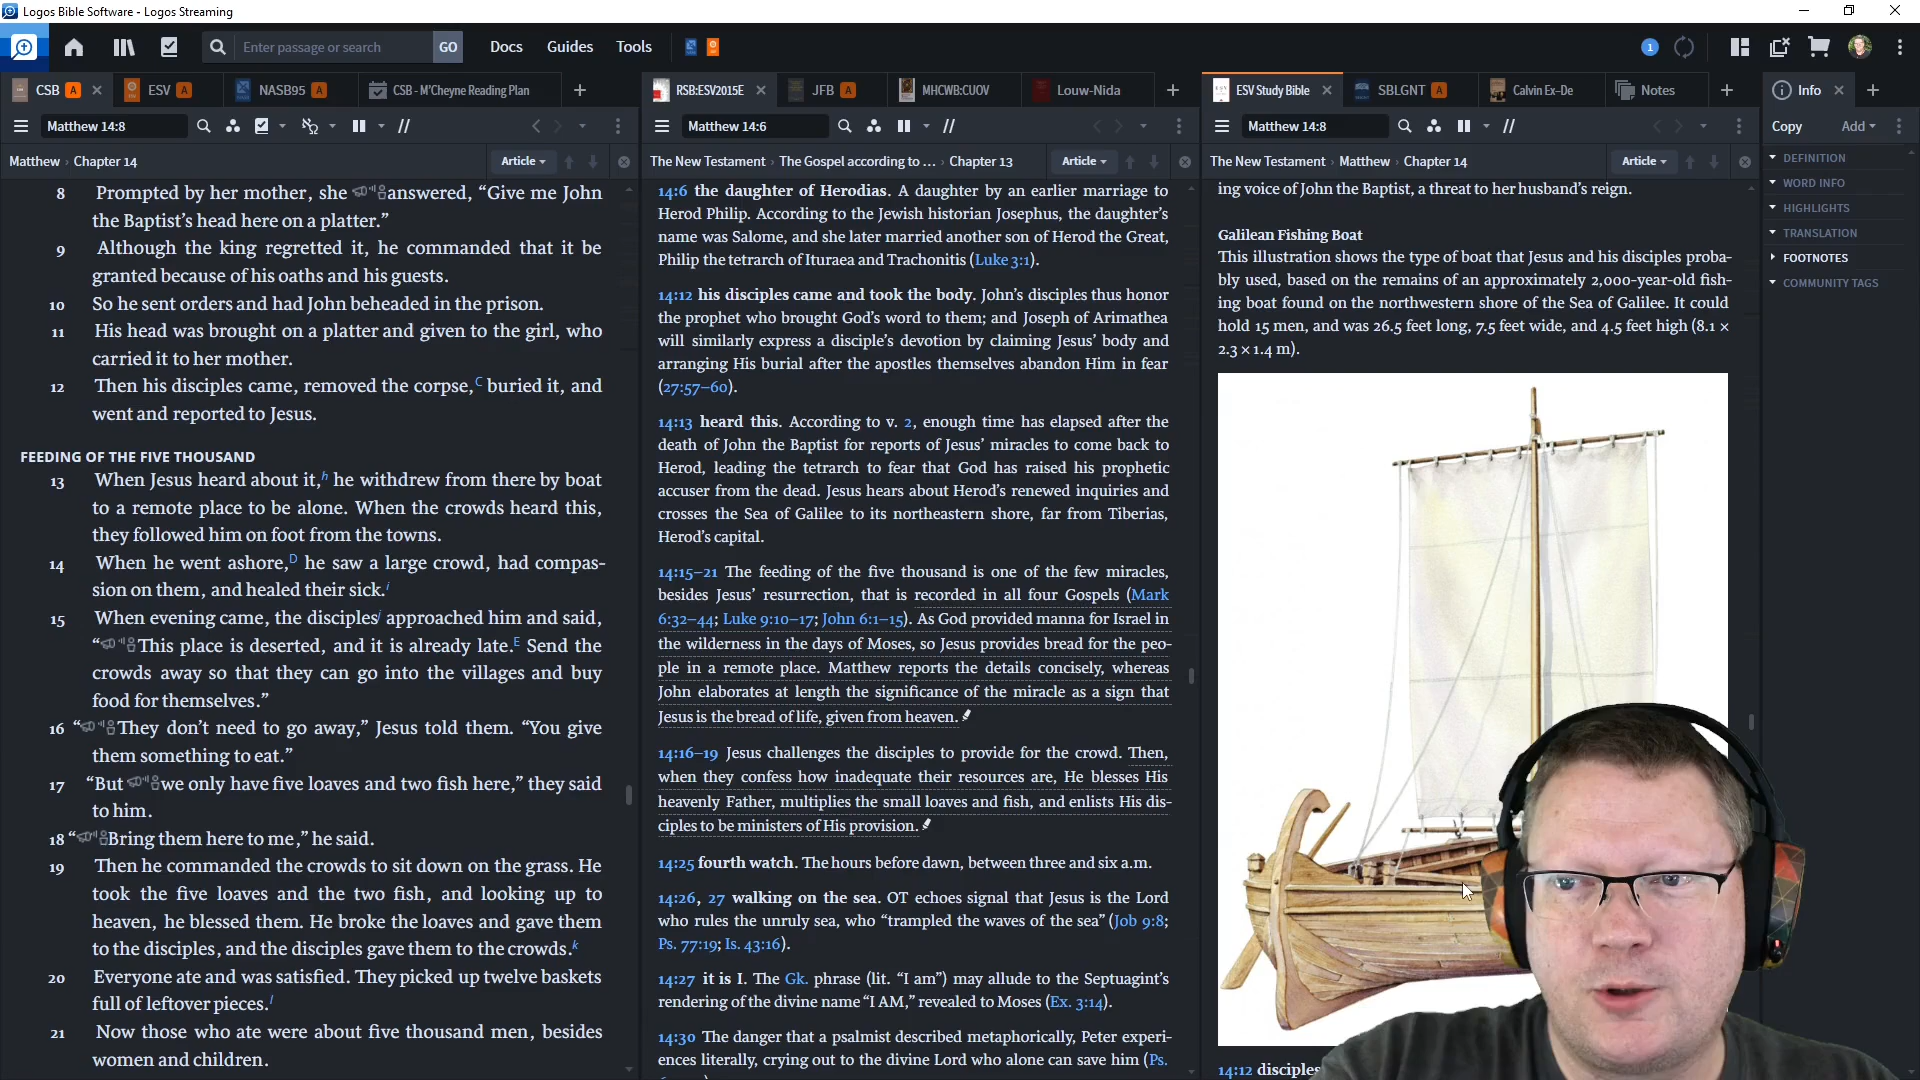 Logos Bible Software - Logos Streaming
Enter passage or search
GO
Docs
Guides
Tools
1
CSB A
ESV A
NASB95 A
CSB - M'Cheyne Reading Plan
RSB:ESV2015E
JFB A
MHCWB:CUOV
Louw-Nida
ESV Study Bible
SBLGNT A
Calvin Ex–De
Notes
Info
Matthew 14:8
Matthew 14:6
Matthew 14:8
Copy
Add
Matthew › Chapter 14
Article
The New Testament › The Gospel according to … › Chapter 13
Article
The New Testament › Matthew › Chapter 14
Article
8 Prompted by her mother, she answered, “Give me John
the Baptist’s head here on a platter.”
9 Although the king regretted it, he commanded that it be
granted because of his oaths and his guests.
10 So he sent orders and had John beheaded in the prison.
11 His head was brought on a platter and given to the girl, who
carried it to her mother.
12 Then his disciples came, removed the corpse,C buried it, and
went and reported to Jesus.
FEEDING OF THE FIVE THOUSAND
13 When Jesus heard about it,h he withdrew from there by boat
to a remote place to be alone. When the crowds heard this,
they followed him on foot from the towns.
14 When he went ashore,D he saw a large crowd, had compas-
sion on them, and healed their sick.i
15 When evening came, the disciplesj approached him and said,
“This place is deserted, and it is already late.E Send the
crowds away so that they can go into the villages and buy
food for themselves.”
16 “They don’t need to go away,” Jesus told them. “You give
them something to eat.”
17 “But we only have five loaves and two fish here,” they said
to him.
18 “Bring them here to me,” he said.
19 Then he commanded the crowds to sit down on the grass. He
took the five loaves and the two fish, and looking up to
heaven, he blessed them. He broke the loaves and gave them
to the disciples, and the disciples gave them to the crowds.k
20 Everyone ate and was satisfied. They picked up twelve baskets
full of leftover pieces.l
21 Now those who ate were about five thousand men, besides
women and children.
14:6 the daughter of Herodias. A daughter by an earlier marriage to
Herod Philip. According to the Jewish historian Josephus, the daughter’s
name was Salome, and she later married another son of Herod the Great,
Philip the tetrarch of Ituraea and Trachonitis (Luke 3:1).
14:12 his disciples came and took the body. John’s disciples thus honor
the prophet who brought God’s word to them; and Joseph of Arimathea
will similarly express a disciple’s devotion by claiming Jesus’ body and
arranging His burial after the apostles themselves abandon Him in fear
(27:57–60).
14:13 heard this. According to v. 2, enough time has elapsed after the
death of John the Baptist for reports of Jesus’ miracles to come back to
Herod, leading the tetrarch to fear that God has raised his prophetic
accuser from the dead. Jesus hears about Herod’s renewed inquiries and
crosses the Sea of Galilee to its northeastern shore, far from Tiberias,
Herod’s capital.
14:15–21 The feeding of the five thousand is one of the few miracles,
besides Jesus’ resurrection, that is recorded in all four Gospels (Mark
6:32–44; Luke 9:10–17; John 6:1–15). As God provided manna for Israel in
the wilderness in the days of Moses, so Jesus provides bread for the peo-
ple in a remote place. Matthew reports the details concisely, whereas
John elaborates at length the significance of the miracle as a sign that
Jesus is the bread of life, given from heaven.
14:16–19 Jesus challenges the disciples to provide for the crowd. Then,
when they confess how inadequate their resources are, He blesses His
heavenly Father, multiplies the small loaves and fish, and enlists His dis-
ciples to be ministers of His provision.
14:25 fourth watch. The hours before dawn, between three and six a.m.
14:26, 27 walking on the sea. OT echoes signal that Jesus is the Lord
who rules the unruly sea, who “trampled the waves of the sea” (Job 9:8;
Ps. 77:19; Is. 43:16).
14:27 it is I. The Gk. phrase (lit. “I am”) may allude to the Septuagint’s
rendering of the divine name “I AM,” revealed to Moses (Ex. 3:14).
14:30 The danger that a psalmist described metaphorically, Peter experi-
ences literally, crying out to the divine Lord who alone can save him (Ps.
ing voice of John the Baptist, a threat to her husband’s reign.
Galilean Fishing Boat
This illustration shows the type of boat that Jesus and his disciples proba-
bly used, based on the remains of an approximately 2,000-year-old fish-
ing boat found on the northwestern shore of the Sea of Galilee. It could
hold 15 men, and was 26.5 feet long, 7.5 feet wide, and 4.5 feet high (8.1 ×
2.3 × 1.4 m).
14:12 disciples
DEFINITION
WORD INFO
HIGHLIGHTS
TRANSLATION
FOOTNOTES
COMMUNITY TAGS